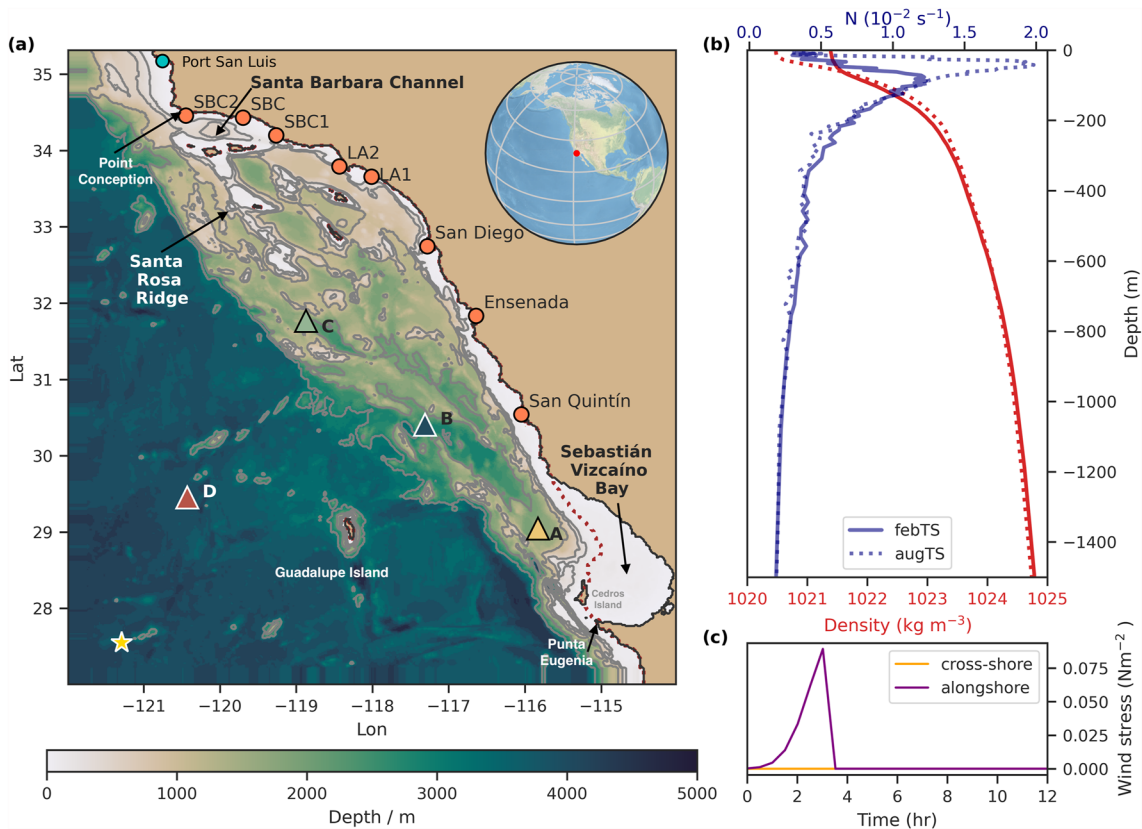 (a)
35
34
33
32
31
30
29
28
Lat
−121
−120
−119
−118
−117
−116
−115
Lon
Port San Luis
Santa Barbara Channel
SBC2
SBC
SBC1
LA2
LA1
Point
Conception
San Diego
Santa
Rosa
Ridge
Ensenada
C
San Quintín
B
Sebastián
Vizcaíno
Bay
D
A
Guadalupe Island
Cedros
Island
Punta
Eugenia
0
1000
2000
3000
4000
5000
Depth / m
(b)
N (10⁻² s⁻¹)
0.0
0.5
1.0
1.5
2.0
0
−200
−400
−600
−800
−1000
−1200
−1400
Depth (m)
febTS
augTS
1020
1021
1022
1023
1024
1025
Density (kg m⁻³)
(c)
cross-shore
alongshore
0.075
0.050
0.025
0.000
Wind stress (Nm⁻² )
0
2
4
6
8
10
12
Time (hr)